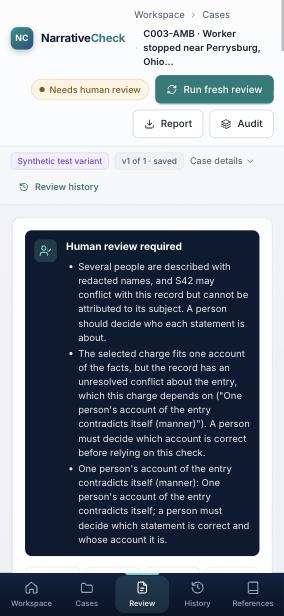 Workspace > Cases
NC NarrativeCheck
C003-AMB · Worker
stopped near Perrysburg,
Ohio...
Needs human review
Run fresh review
Report
Audit
Synthetic test variant
v1 of 1 · saved
Case details
Review history
Human review required
• Several people are described with
redacted names, and S42 may
conflict with this record but cannot be
attributed to its subject. A person
should decide who each statement is
about.
• The selected charge fits one account
of the facts, but the record has an
unresolved conflict about the entry,
which this charge depends on ("One
person's account of the entry
contradicts itself (manner)"). A person
must decide which account is correct
before relying on this check.
• One person's account of the entry
contradicts itself (manner): One
person's account of the entry
contradicts itself; a person must
decide which statement is correct and
whose account it is.
Workspace
Cases
Review
History
References